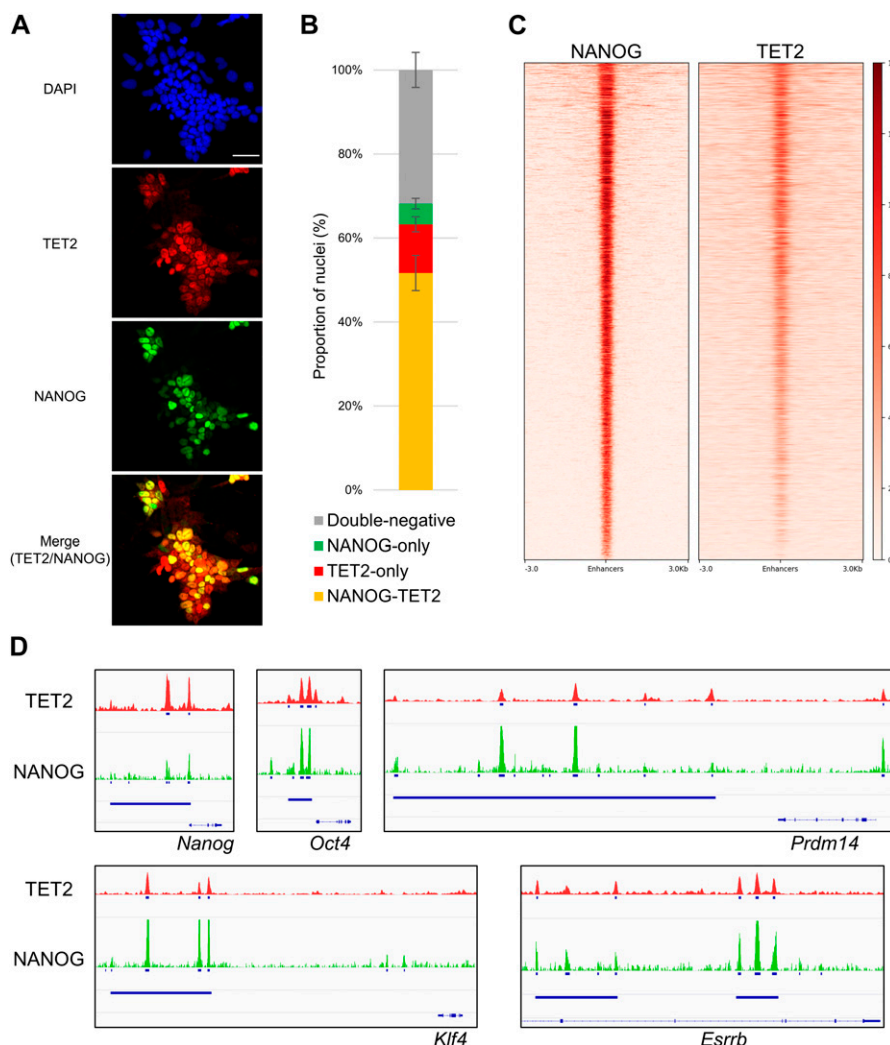 A
DAPI
TET2
NANOG
Merge
(TET2/NANOG)
B
100%
80%
60%
40%
20%
0%
Proportion of nuclei (%)
Double-negative
NANOG-only
TET2-only
NANOG-TET2
C
NANOG
TET2
-3.0
Enhancers
3.0Kb
-3.0
Enhancers
3.0Kb
D
TET2
NANOG
Nanog
Oct4
Prdm14
TET2
NANOG
Klf4
Esrrb